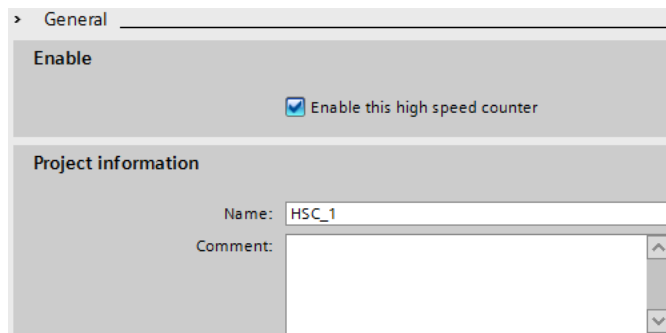 General
Enable
Enable this high speed counter
Project information
Name: HSC_1
Comment: